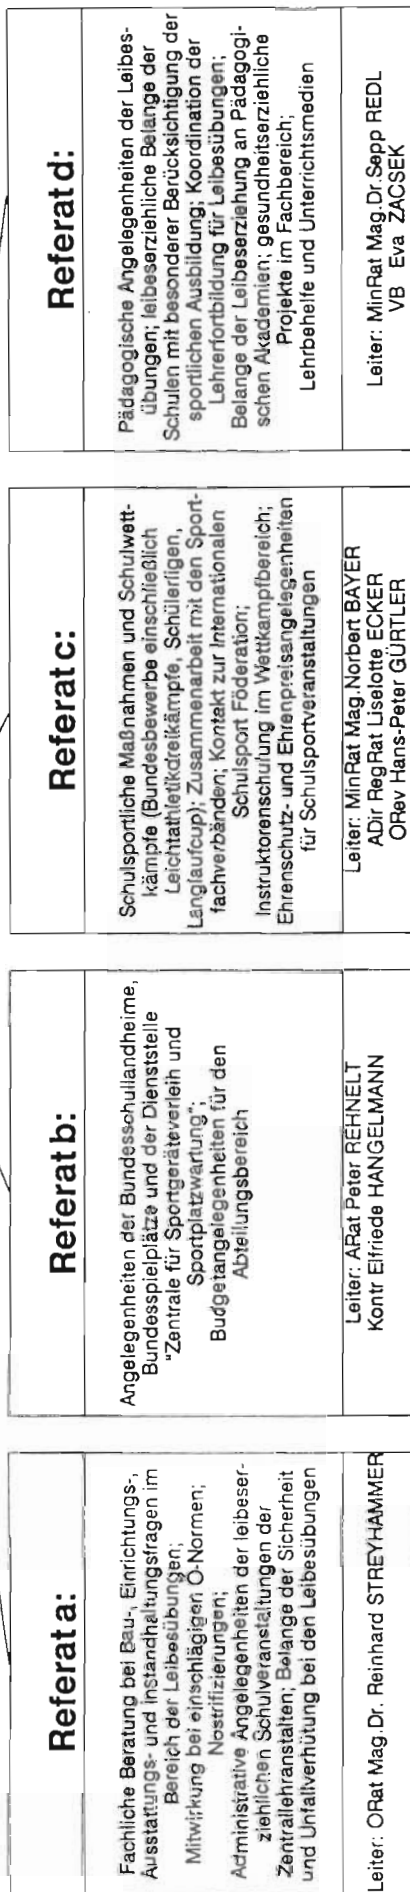 Referat a:
Fachliche Beratung bei Bau-, Einrichtungs-,
Ausstattungs- und Instandhaltungsfragen im
Bereich der Leibesübungen;
Mitwirkung bei einschlägigen Ö-Normen;
Nostrifizierungen;
Administrative Angelegenheiten der leibeser-
ziehlichen Schulveranstaltungen der
Zentrallehranstalten; Belange der Sicherheit
und Unfallverhütung bei den Leibesübungen
Leiter: ORat Mag.Dr. Reinhard STREYHAMMER
Referat b:
Angelegenheiten der Bundesschullandheime,
Bundesspielplätze und der Dienststelle
"Zentrale für Sportgeräteverleih und
Sportplatzwartung";
Budgetangelegenheiten für den
Abteilungsbereich
Leiter: ARat Peter REHNELT
Kontr Elfriede HANGELMANN
Referat c:
Schulsportliche Maßnahmen und Schulwett-
kämpfe (Bundesbewerbe einschließlich
Leichtathletikdreikämpfe, Schülerligen,
Langlaufcup); Zusammenarbeit mit den Sport-
fachverbänden; Kontakt zur Internationalen
Schulsport Föderation;
Instruktorenschulung im Wettkampfbereich;
Ehrenschutz- und Ehrenpreisangelegenheiten
für Schulsportveranstaltungen
Leiter: MinRat Mag.Norbert BAYER
ADir RegRat Liselotte ECKER
ORev Hans-Peter GÜRTLER
Referat d:
Pädagogische Angelegenheiten der Leibes-
übungen; leibeserziehliche Belange der
Schulen mit besonderer Berücksichtigung der
sportlichen Ausbildung; Koordination der
Lehrerfortbildung für Leibesübungen;
Belange der Leibeserziehung an Pädagogi-
schen Akademien; gesundheitserziehliche
Projekte im Fachbereich;
Lehrbehelfe und Unterrichtsmedien
Leiter: MinRat Mag.Dr.Sepp REDL
VB Eva ZACSEK